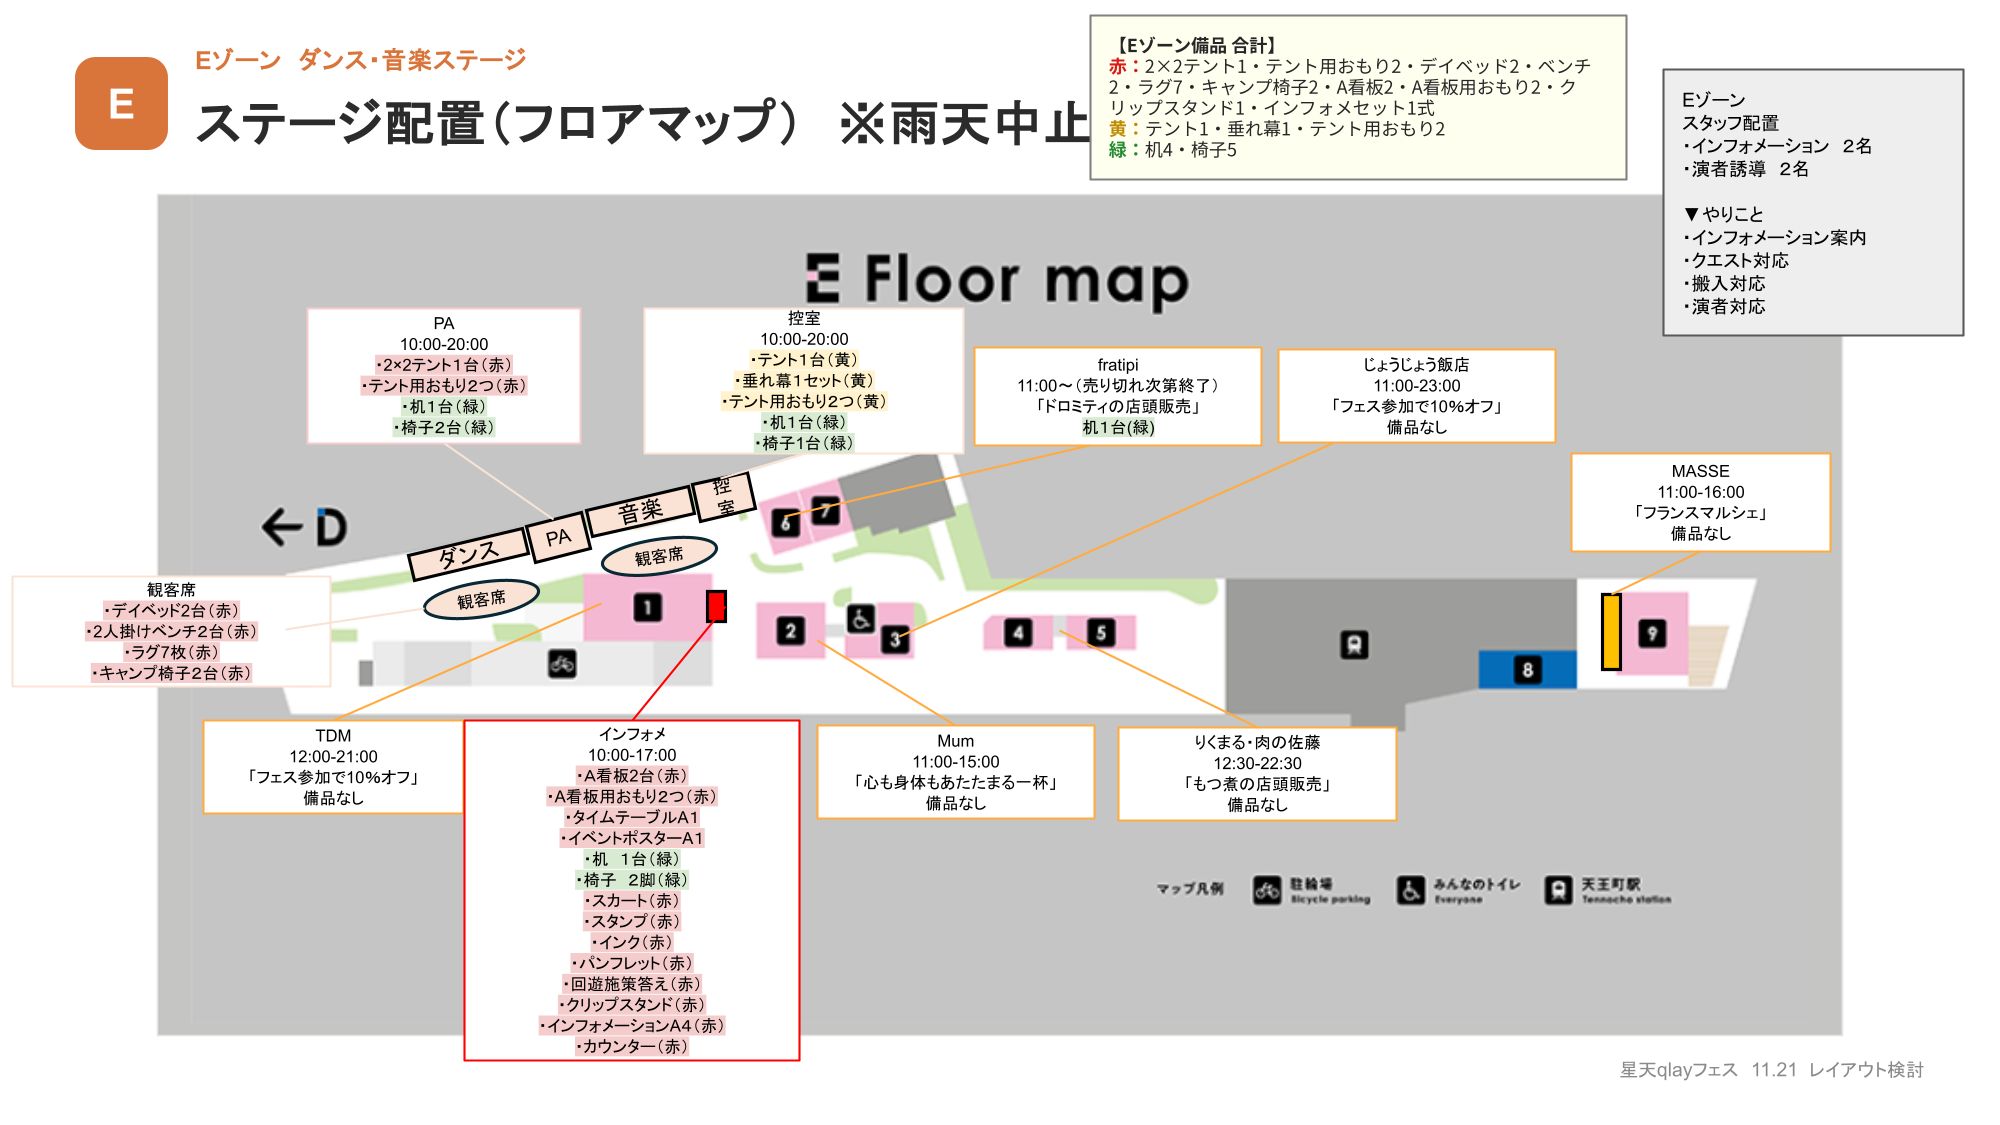 E
Eゾーン ダンス・音楽ステージ
ステージ配置（フロアマップ） ※雨天中止
【Eゾーン備品 合計】
赤：2×2テント1・テント用おもり2・デイベッド2・ベンチ
2・ラグ7・キャンプ椅子2・A看板2・A看板用おもり2・ク
リップスタンド1・インフォメセット1式
黄：テント1・垂れ幕1・テント用おもり2
緑：机4・椅子5
Eゾーン
スタッフ配置
・インフォメーション 2名
・演者誘導 2名
▼やりこと
・インフォメーション案内
・クエスト対応
・搬入対応
・演者対応
E Floor map
PA
10:00-20:00
・2×2テント1台（赤）
・テント用おもり2つ（赤）
・机1台（緑）
・椅子2台（緑）
控室
10:00-20:00
・テント1台（黄）
・垂れ幕1セット（黄）
・テント用おもり2つ（黄）
・机1台（緑）
・椅子1台（緑）
fratipi
11:00～（売り切れ次第終了）
「ドロミティの店頭販売」
机1台(緑)
じょうじょう飯店
11:00-23:00
「フェス参加で10%オフ」
備品なし
MASSE
11:00-16:00
「フランスマルシェ」
備品なし
←D
ダンス
PA
音楽
控
室
観客席
観客席
6
7
1
2
3
4
5
8
9
観客席
・デイベッド2台（赤）
・2人掛けベンチ2台（赤）
・ラグ7枚（赤）
・キャンプ椅子2台（赤）
TDM
12:00-21:00
「フェス参加で10%オフ」
備品なし
インフォメ
10:00-17:00
・A看板2台（赤）
・A看板用おもり2つ（赤）
・タイムテーブルA1
・イベントポスターA1
・机 1台（緑）
・椅子 2脚（緑）
・スカート（赤）
・スタンプ（赤）
・インク（赤）
・パンフレット（赤）
・回遊施策答え（赤）
・クリップスタンド（赤）
・インフォメーションA4（赤）
・カウンター（赤）
Mum
11:00-15:00
「心も身体もあたたまる一杯」
備品なし
りくまる・肉の佐藤
12:30-22:30
「もつ煮の店頭販売」
備品なし
マップ凡例
駐輪場
Bicycle parking
みんなのトイレ
Everyone
天王町駅
Tennocho station
星天qlayフェス 11.21 レイアウト検討